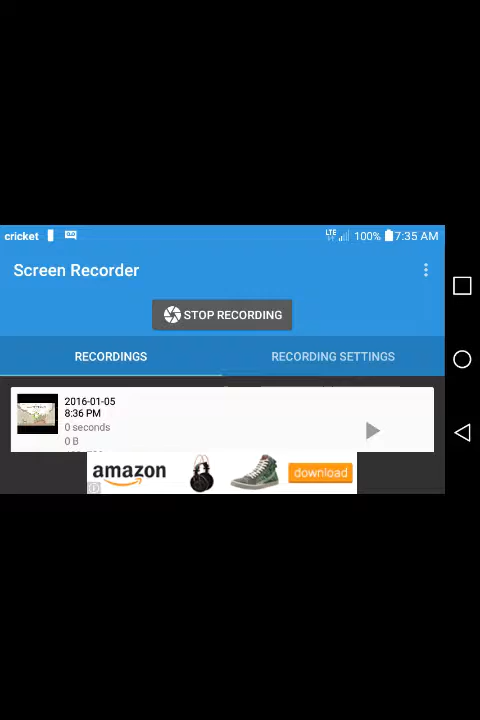 cricket LTE 100% 7:35 AM
Screen Recorder
STOP RECORDING
RECORDINGS RECORDING SETTINGS
2016-01-05
8:36 PM
0 seconds
0 B
amazon download